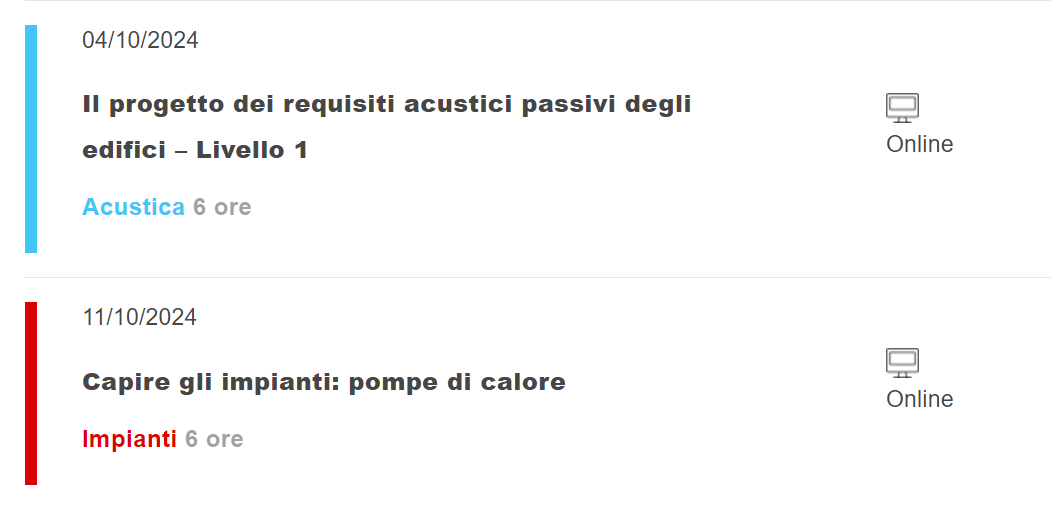 04/10/2024
Il progetto dei requisiti acustici passivi degli
edifici – Livello 1
Online
Acustica 6 ore
11/10/2024
Capire gli impianti: pompe di calore
Online
Impianti 6 ore